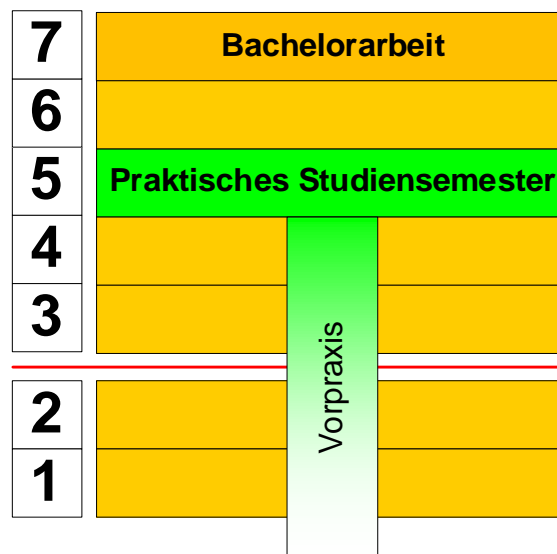 7
Bachelorarbeit
6
5
Praktisches Studiensemester
4
3
Vorpraxis
2
1